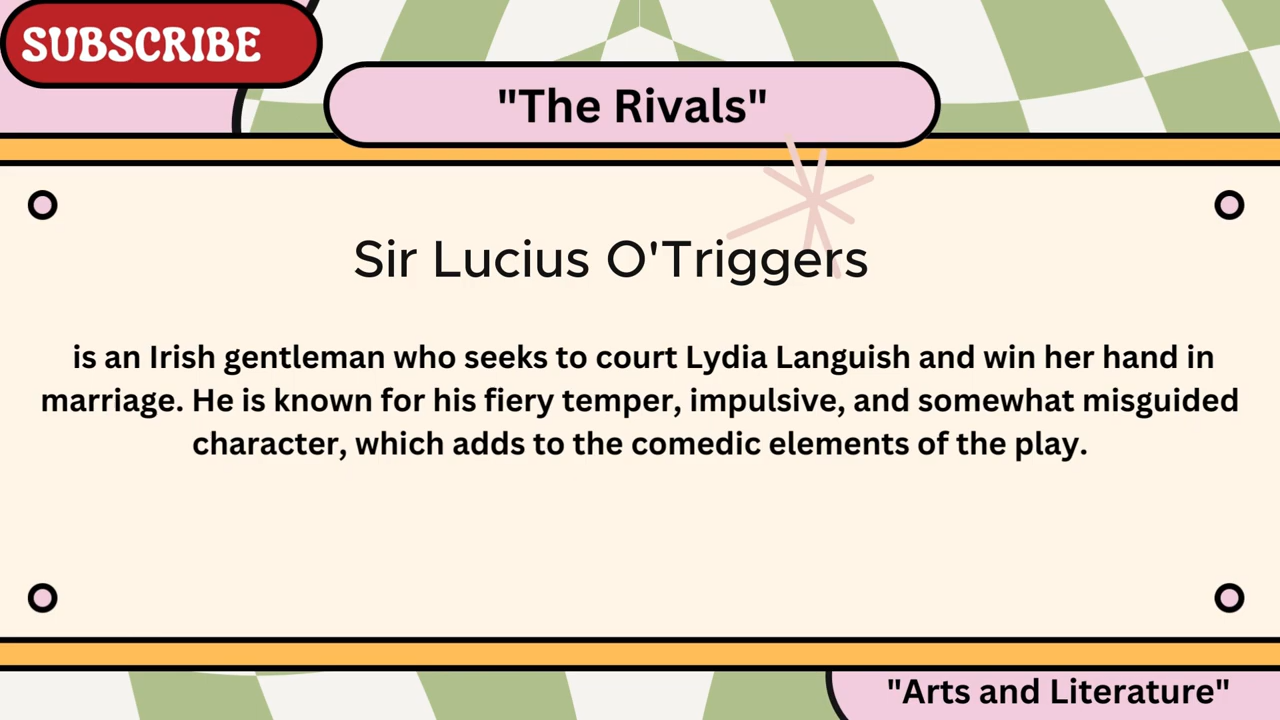 SUBSCRIBE
"The Rivals"
Sir Lucius O'Triggers
is an Irish gentleman who seeks to court Lydia Languish and win her hand in
marriage. He is known for his fiery temper, impulsive, and somewhat misguided
character, which adds to the comedic elements of the play.
"Arts and Literature"